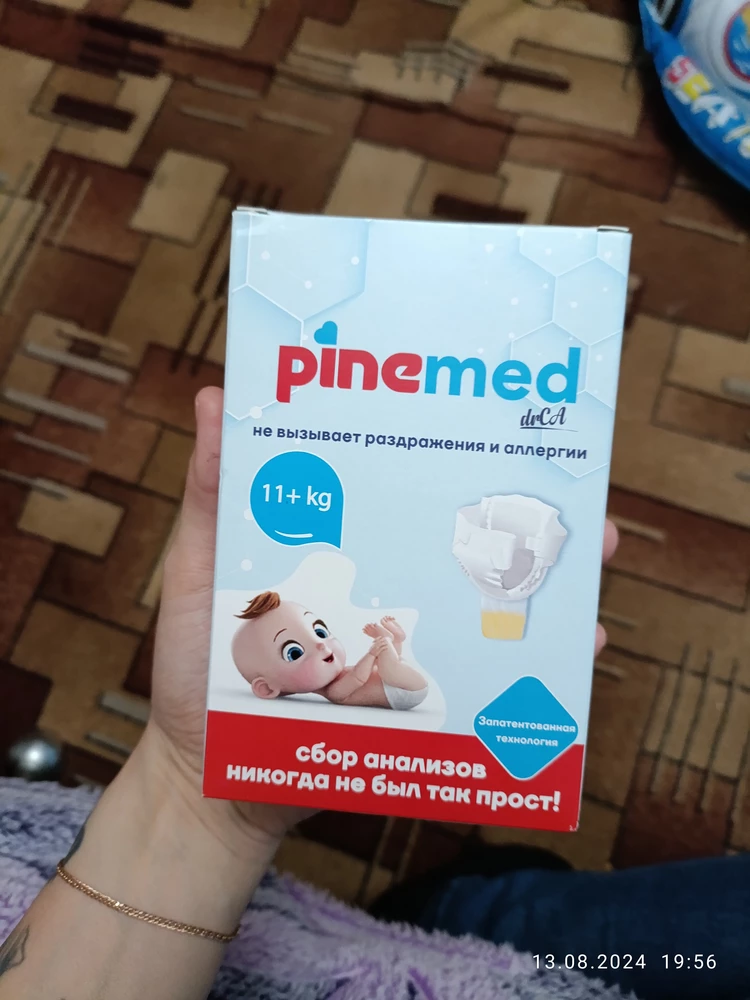 SEA
pinemed
drCA
не вызывает раздражения и аллергии
11+ kg
Запатентованная
технология
сбор анализов
никогда не был так прост!
13.08.2024 19:56